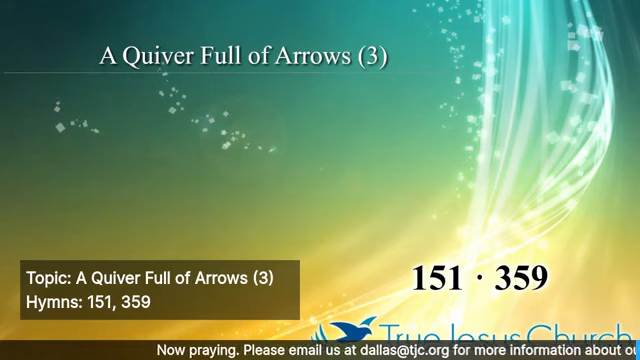 A Quiver Full of Arrows (3)
Topic: A Quiver Full of Arrows (3)
Hymns: 151, 359
151 · 359
True Jesus Church
Now praying. Please email us at dallas@tjc.org for more information about